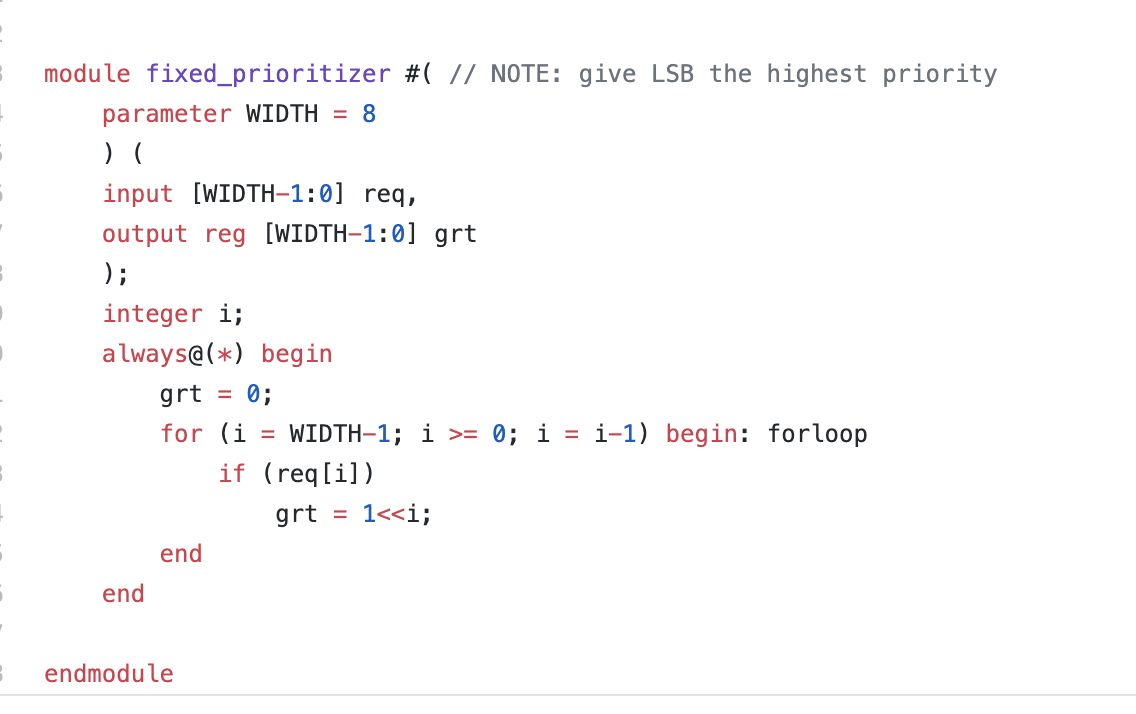 module fixed_prioritizer #( // NOTE: give LSB the highest priority
    parameter WIDTH = 8
    ) (
    input [WIDTH-1:0] req,
    output reg [WIDTH-1:0] grt
    );
    integer i;
    always@(*) begin
        grt = 0;
        for (i = WIDTH-1; i >= 0; i = i-1) begin: forloop
            if (req[i])
                grt = 1<<i;
        end
    end
endmodule